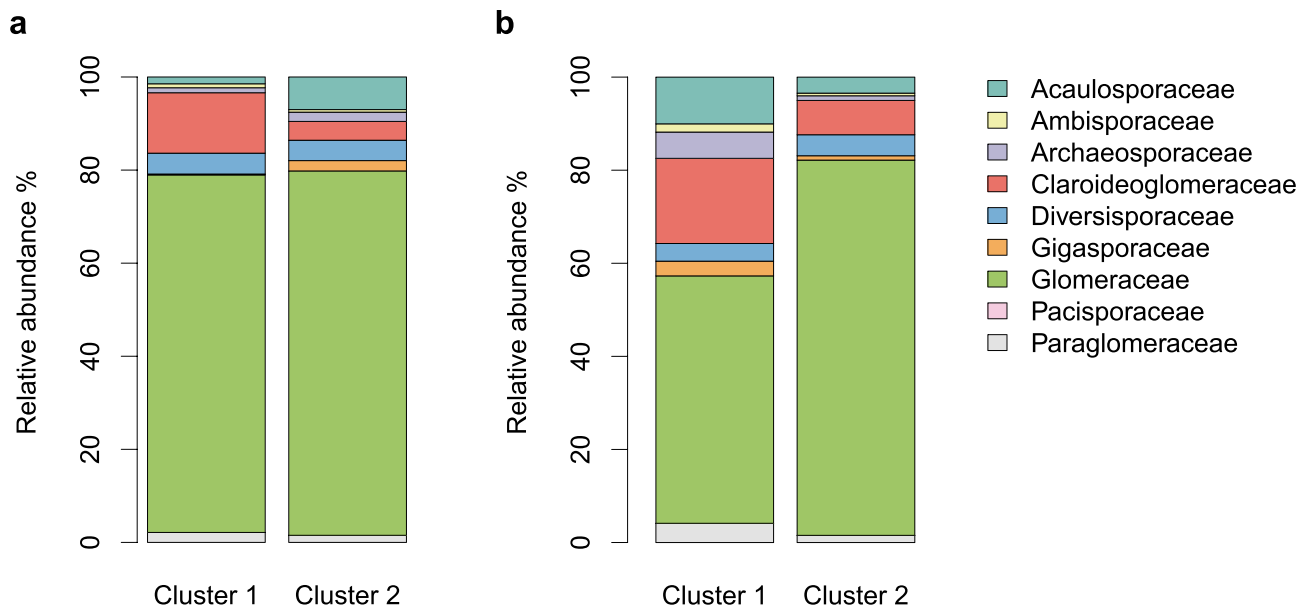 a
Relative abundance %
100
80
60
40
20
0
Cluster 1
Cluster 2
b
Relative abundance %
100
80
60
40
20
0
Cluster 1
Cluster 2
Acaulosporaceae
Ambisporaceae
Archaeosporaceae
Claroideoglomeraceae
Diversisporaceae
Gigasporaceae
Glomeraceae
Pacisporaceae
Paraglomeraceae